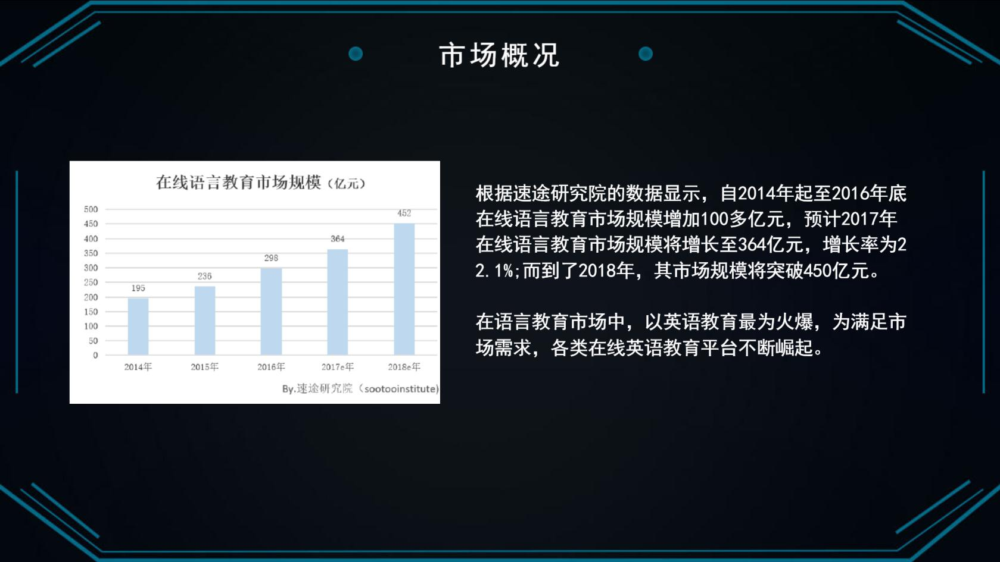 市场概况
在线语言教育市场规模（亿元）
500
450
400
350
300
250
200
150
100
50
0
195
236
298
364
452
2014年
2015年
2016年
2017e年
2018e年
By.速途研究院（sootooinstitute)
根据速途研究院的数据显示，自2014年起至2016年底
在线语言教育市场规模增加100多亿元，预计2017年
在线语言教育市场规模将增长至364亿元，增长率为2
2.1%;而到了2018年，其市场规模将突破450亿元。
在语言教育市场中，以英语教育最为火爆，为满足市
场需求，各类在线英语教育平台不断崛起。